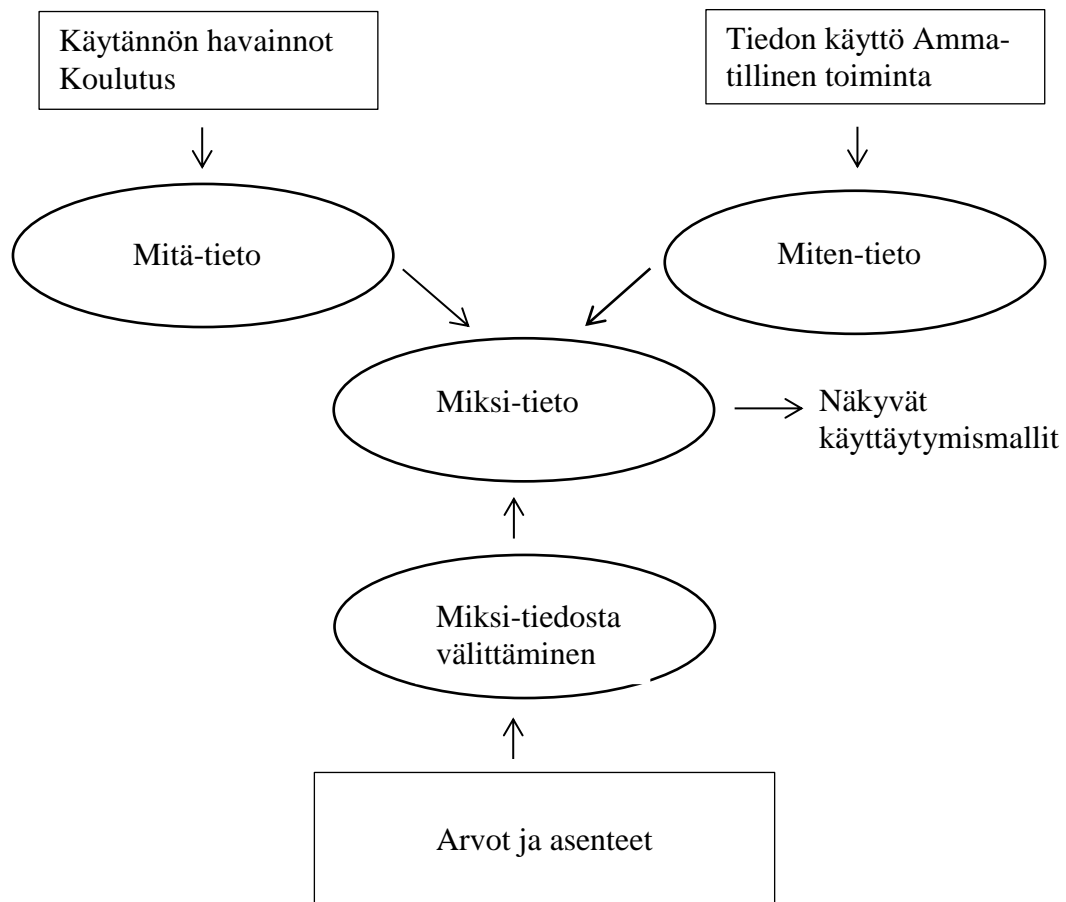 Käytännön havainnot
Koulutus
Tiedon käyttö Amma-
tillinen toiminta
Mitä-tieto
Miten-tieto
Miksi-tieto
Näkyvät
käyttäytymismallit
Miksi-tiedosta
välittäminen
Arvot ja asenteet